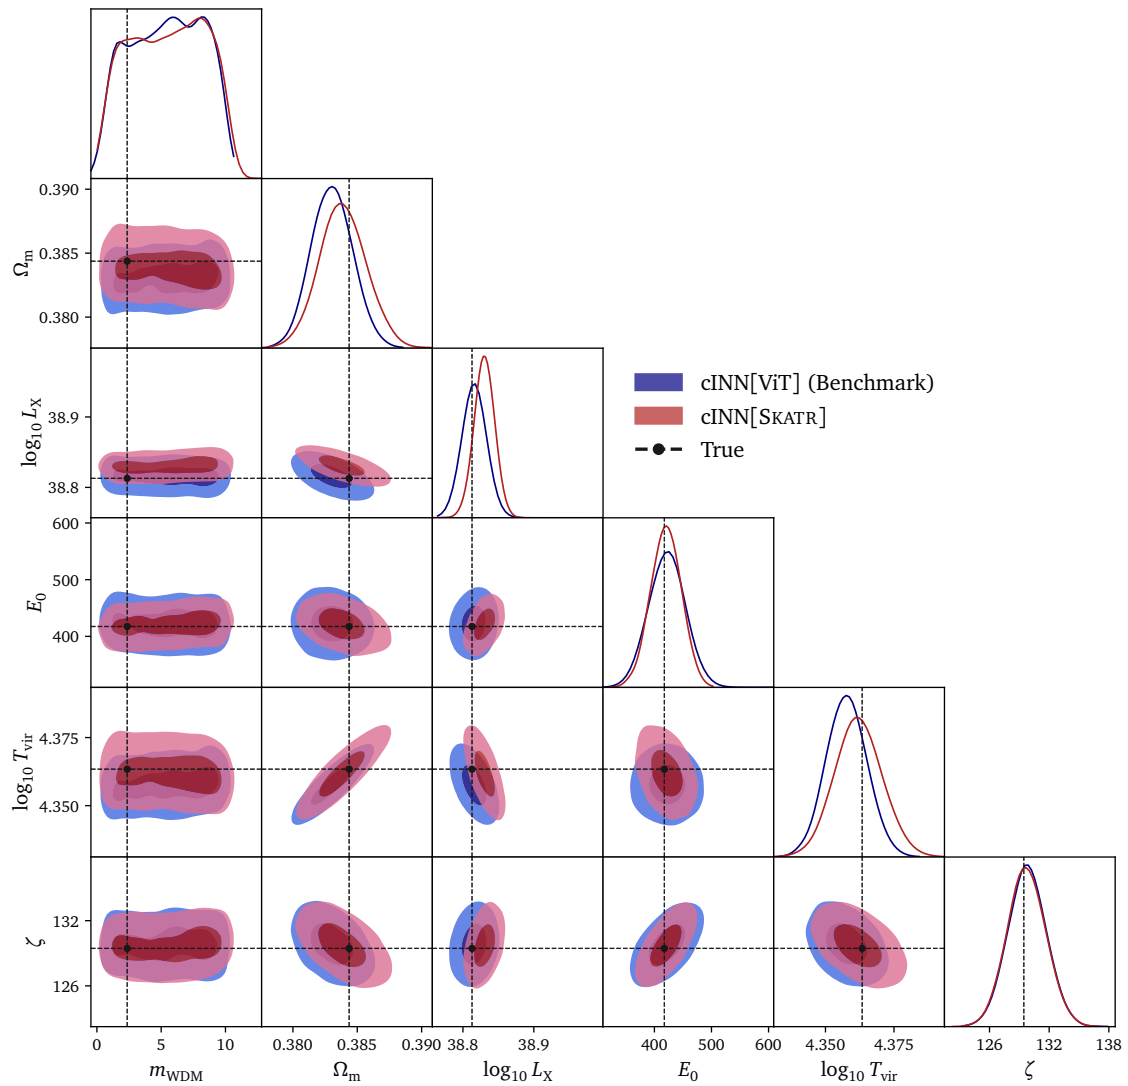 0.390
0.385
0.380
Ωm
38.9
38.8
log10 LX
cINN[ViT] (Benchmark)
cINN[SKATR]
True
600
500
400
E0
4.375
4.350
log10 Tvir
132
126
ζ
0 5 10 0.380 0.385 0.390 38.8 38.9 400 500 600 4.350 4.375 126 132 138
mWDM Ωm log10 LX E0 log10 Tvir ζ